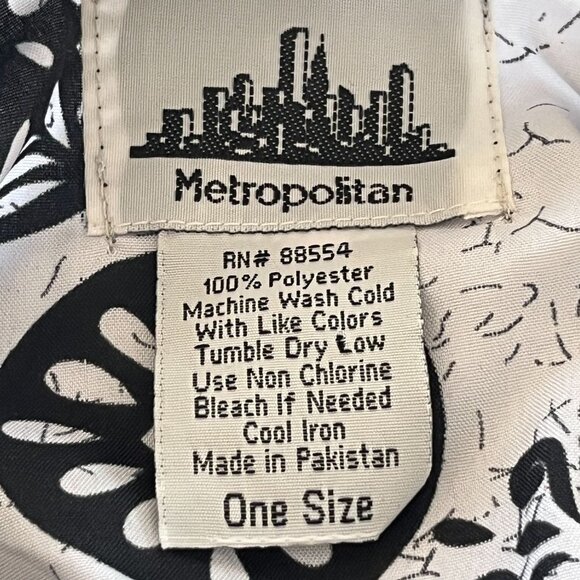 Metropolitan
RN# 88554
100% Polyester
Machine Wash Cold
With Like Colors
Tumble Dry Low
Use Non Chlorine
Bleach If Needed
Cool Iron
Made in Pakistan
One Size